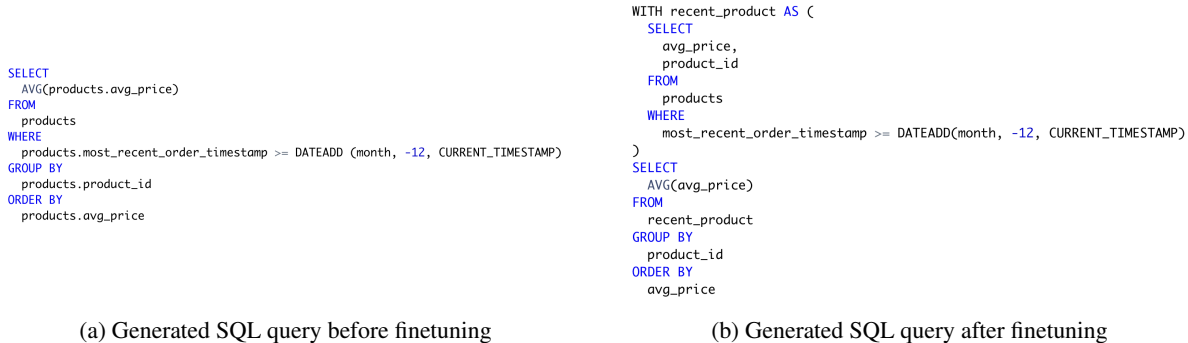 SELECT
  AVG(products.avg_price)
FROM
  products
WHERE
  products.most_recent_order_timestamp >= DATEADD (month, -12, CURRENT_TIMESTAMP)
GROUP BY
  products.product_id
ORDER BY
  products.avg_price
(a) Generated SQL query before finetuning
WITH recent_product AS (
  SELECT
    avg_price,
    product_id
  FROM
    products
  WHERE
    most_recent_order_timestamp >= DATEADD(month, -12, CURRENT_TIMESTAMP)
)
SELECT
  AVG(avg_price)
FROM
  recent_product
GROUP BY
  product_id
ORDER BY
  avg_price
(b) Generated SQL query after finetuning